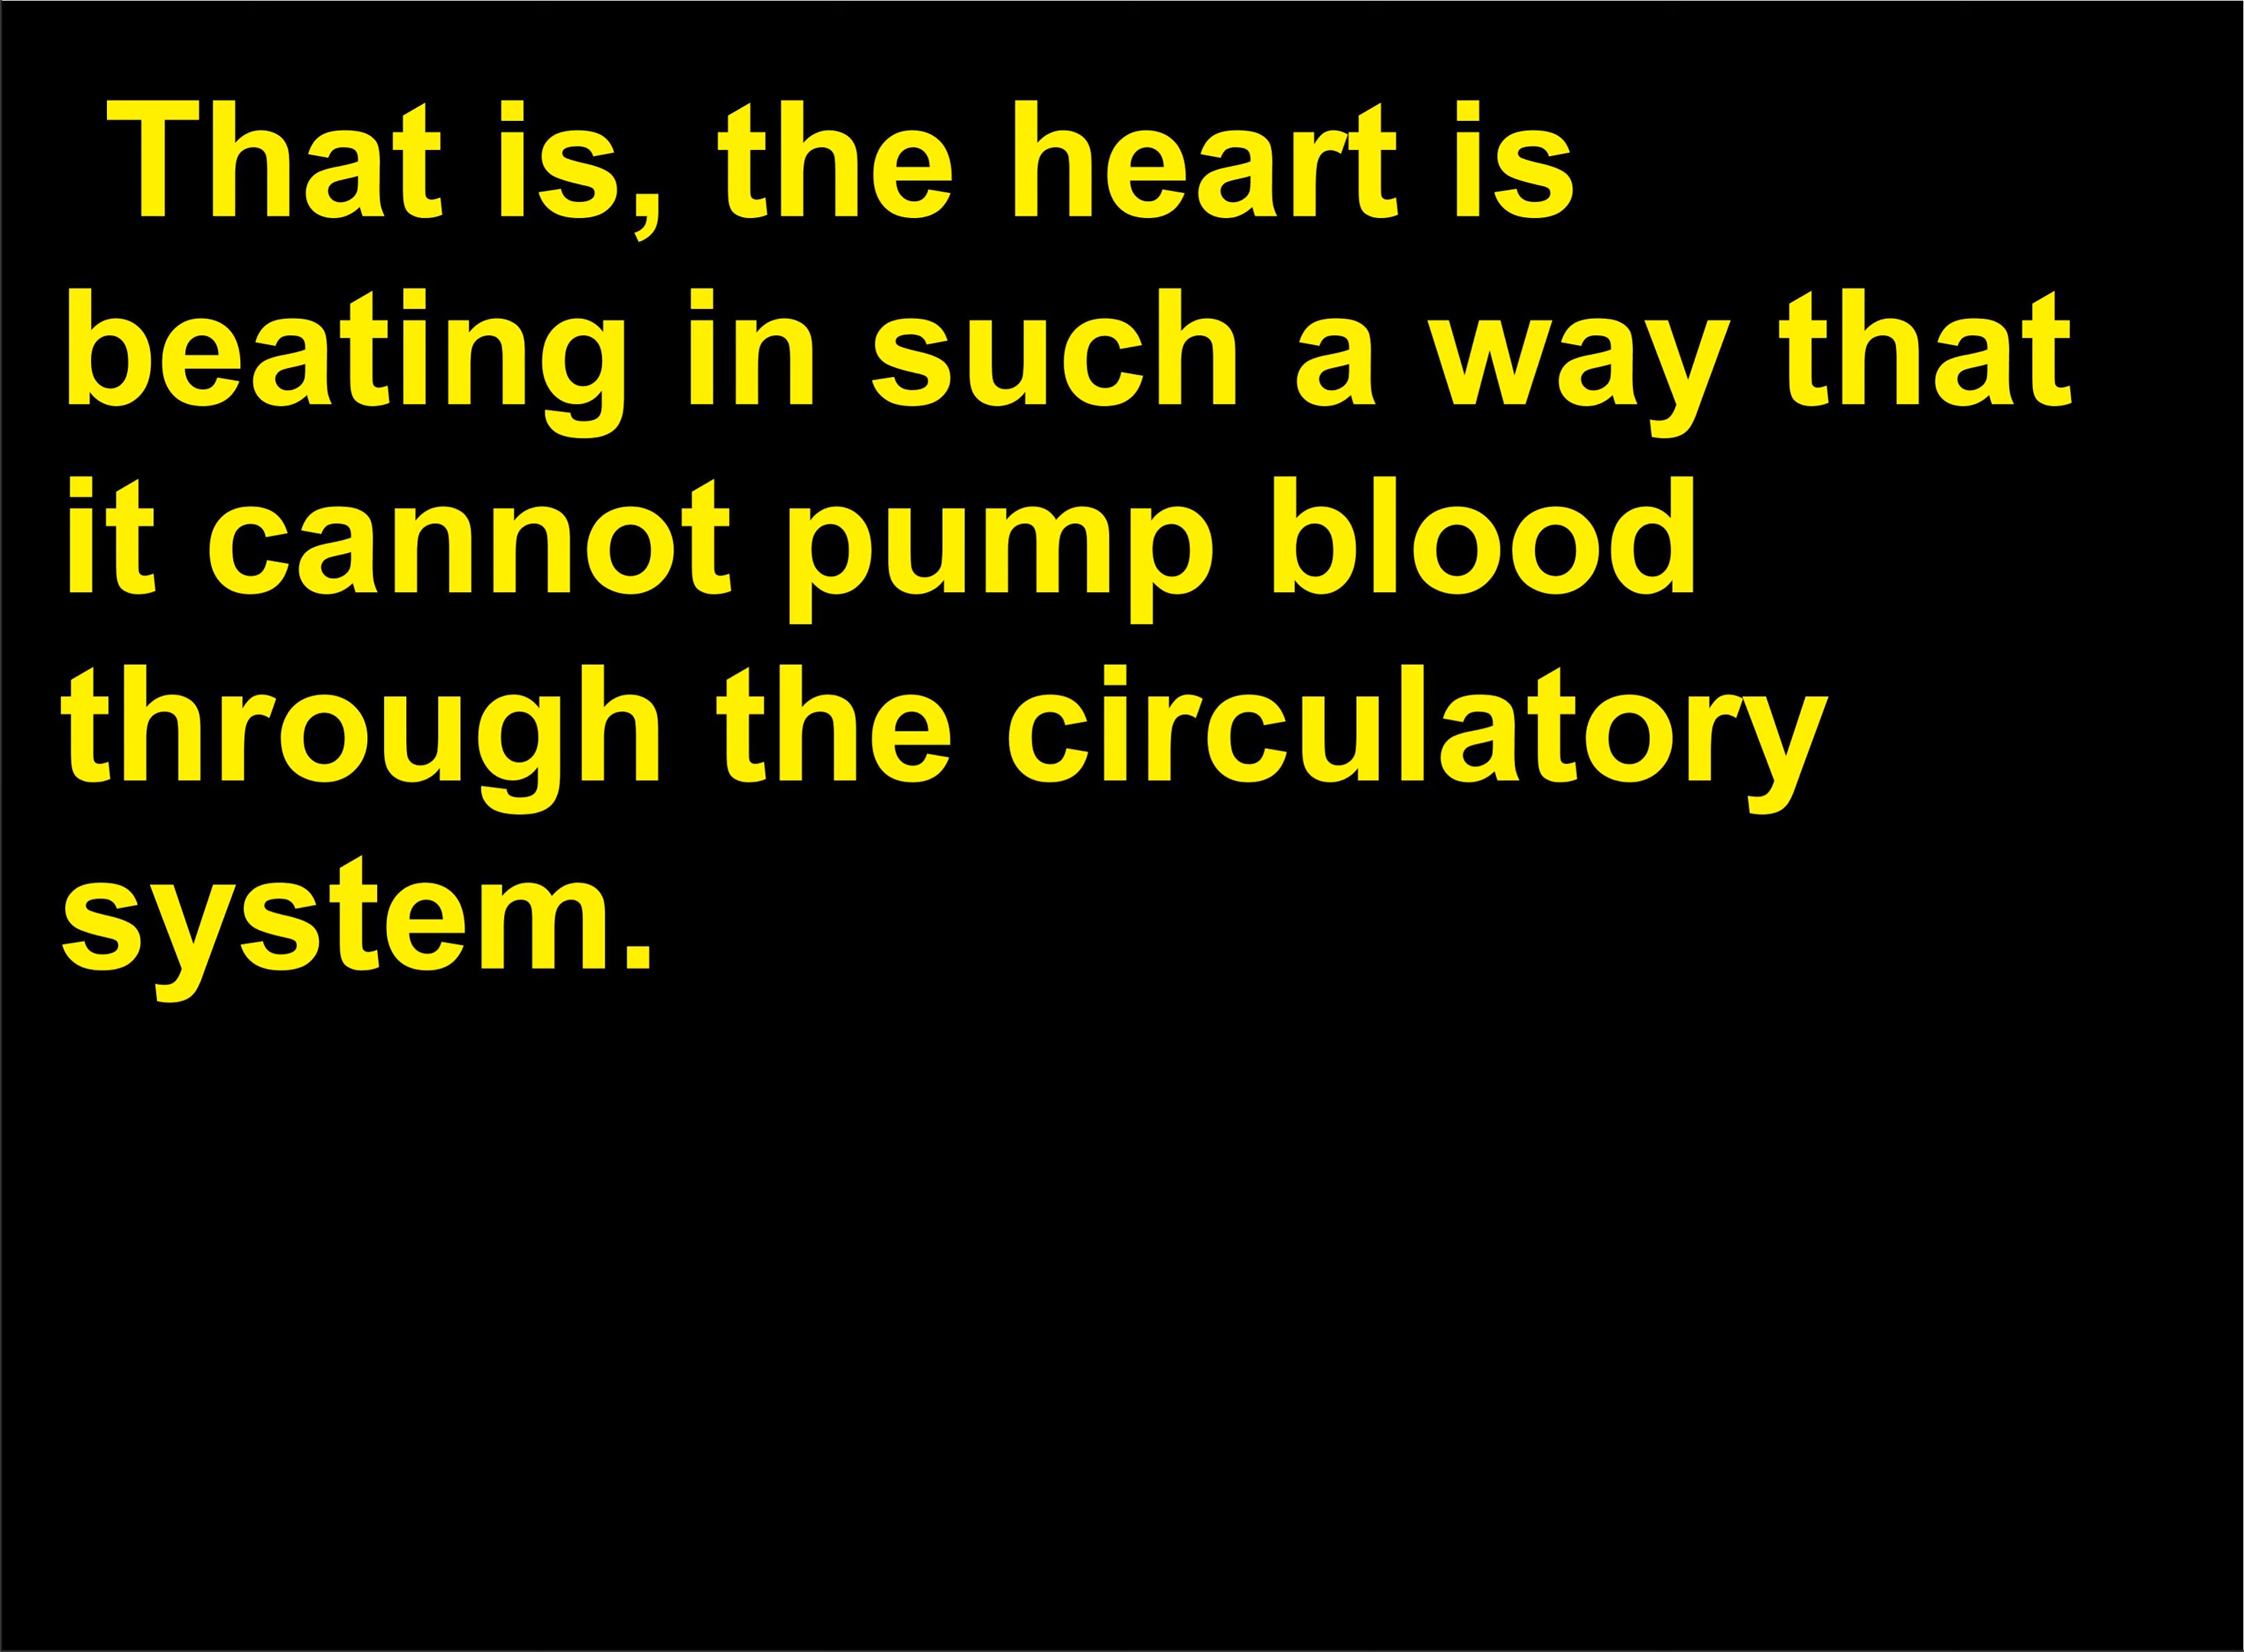 That is, the heart is
beating in such a way that
it cannot pump blood
through the circulatory
system.